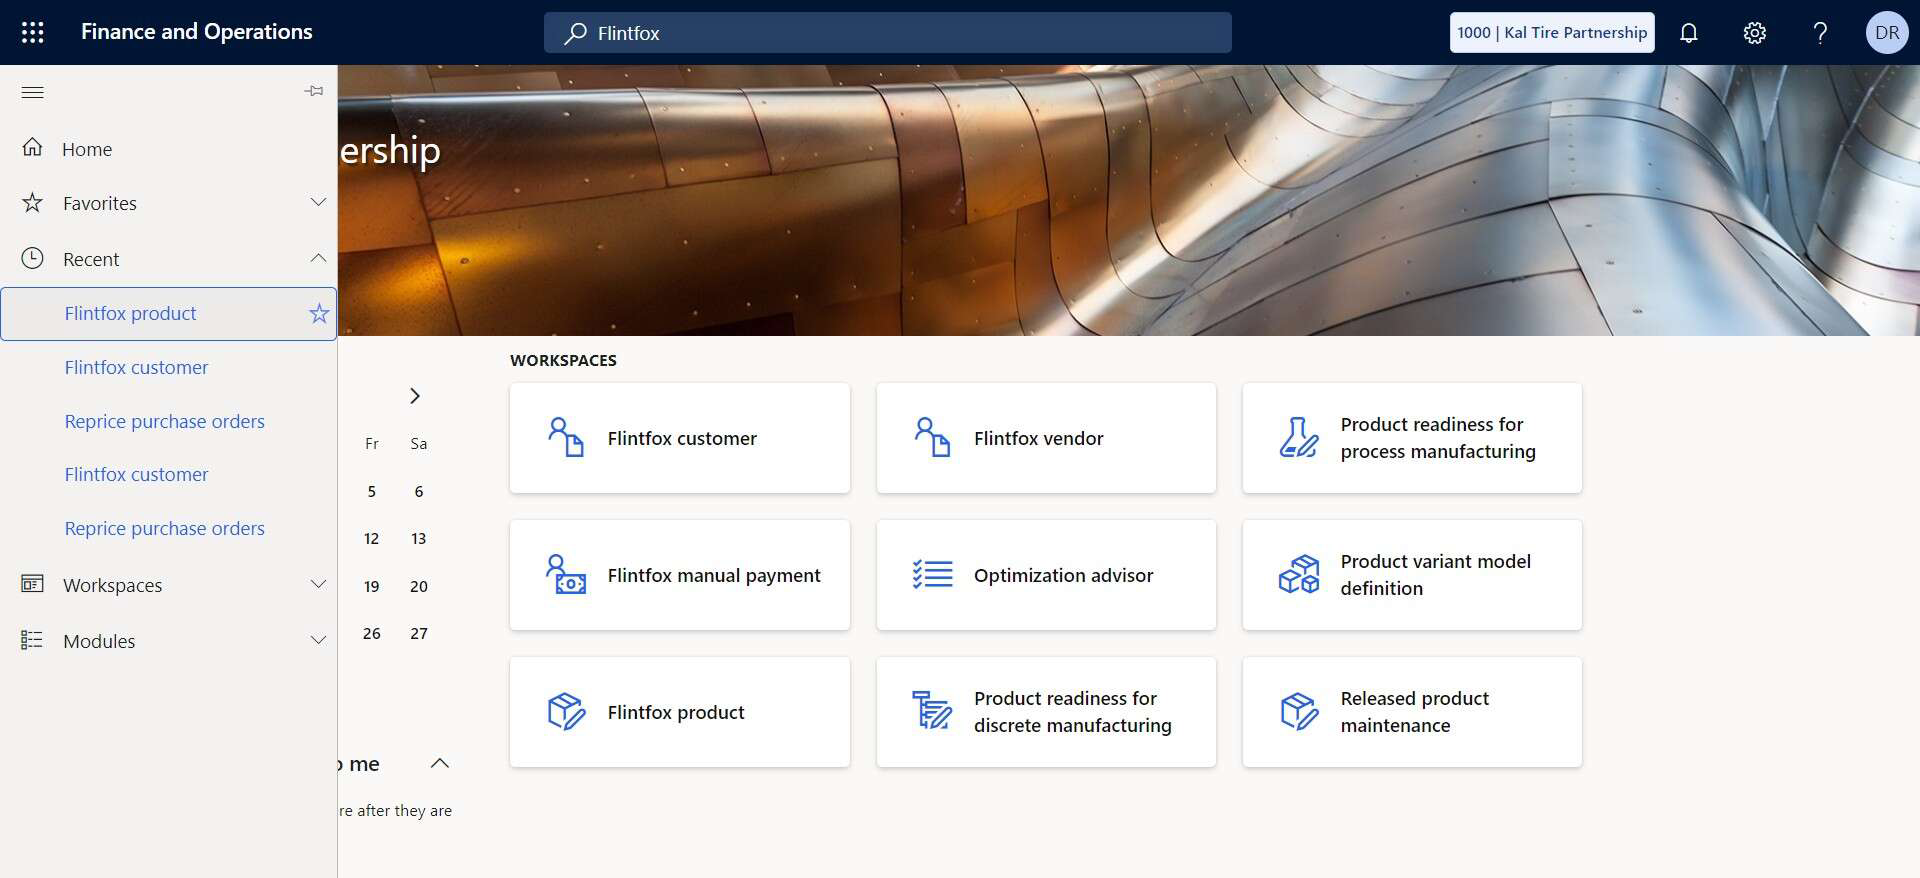 Finance and Operations
Flintfox
1000 | Kal Tire Partnership
DR
ership
Home
Favorites
Recent
Flintfox product
Flintfox customer
Reprice purchase orders
Flintfox customer
Reprice purchase orders
Workspaces
Modules
Fr Sa
5 6
12 13
19 20
26 27
o me
re after they are
WORKSPACES
Flintfox customer
Flintfox vendor
Product readiness for
process manufacturing
Flintfox manual payment
Optimization advisor
Product variant model
definition
Flintfox product
Product readiness for
discrete manufacturing
Released product
maintenance